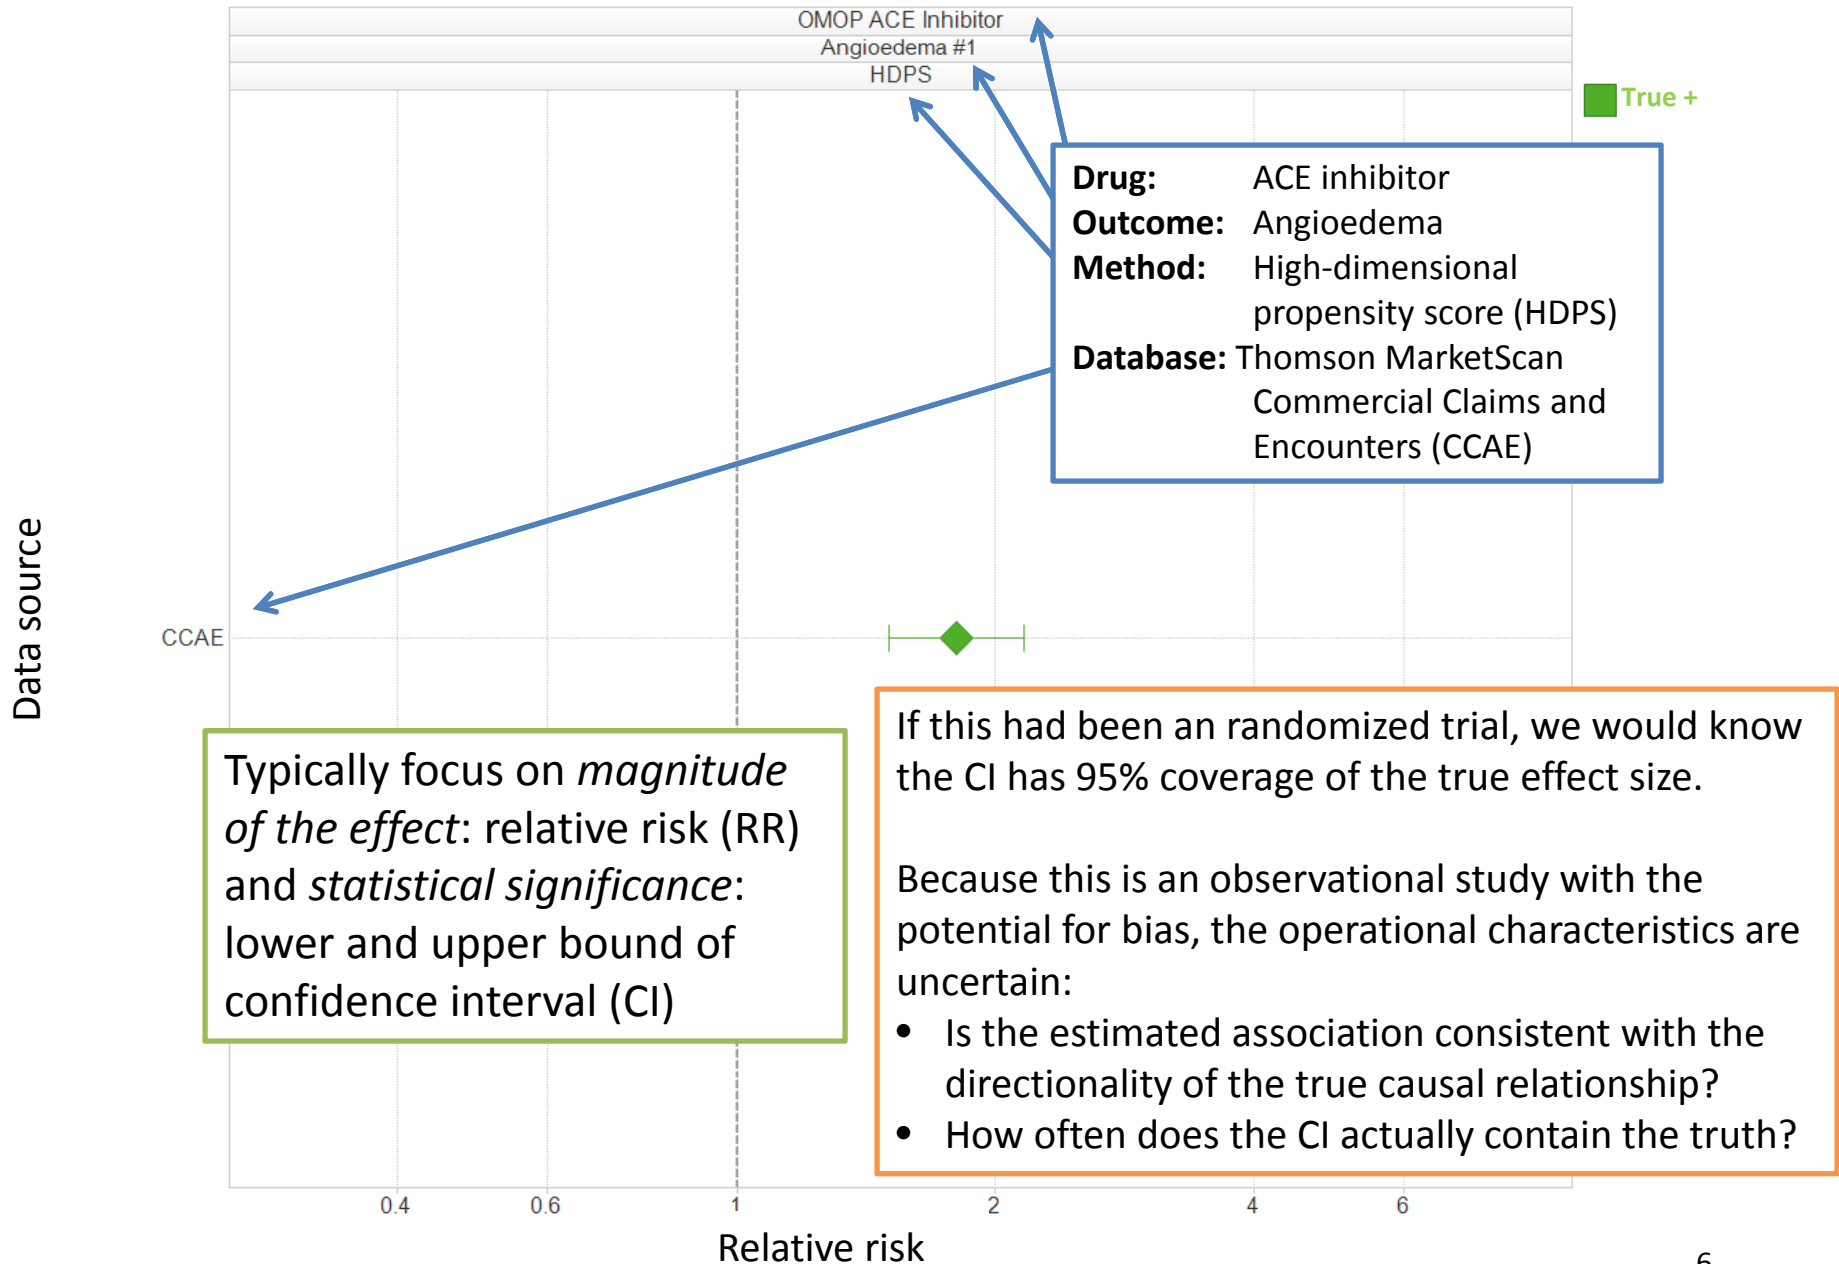 OMOP ACE Inhibitor
Angioedema #1
HDPS
True +
Drug: ACE inhibitor
Outcome: Angioedema
Method: High-dimensional
propensity score (HDPS)
Database: Thomson MarketScan
Commercial Claims and
Encounters (CCAE)
Data source
CCAE
Typically focus on magnitude
of the effect: relative risk (RR)
and statistical significance:
lower and upper bound of
confidence interval (CI)
If this had been an randomized trial, we would know
the CI has 95% coverage of the true effect size.
Because this is an observational study with the
potential for bias, the operational characteristics are
uncertain:
• Is the estimated association consistent with the
directionality of the true causal relationship?
• How often does the CI actually contain the truth?
0.4 0.6 1 2 4 6
Relative risk
6